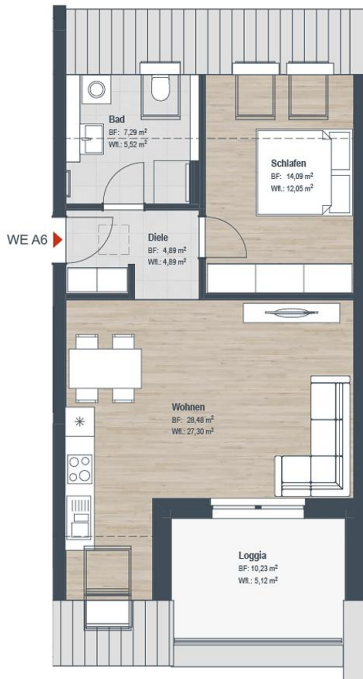 Bad
BF: 7,29 m²
Wfl.: 5,52 m²
Schlafen
BF: 14,09 m²
Wfl.: 12,05 m²
WE A6
Diele
BF: 4,89 m²
Wfl.: 4,89 m²
Wohnen
BF: 28,48 m²
Wfl.: 27,30 m²
Loggia
BF: 10,23 m²
Wfl.: 5,12 m²